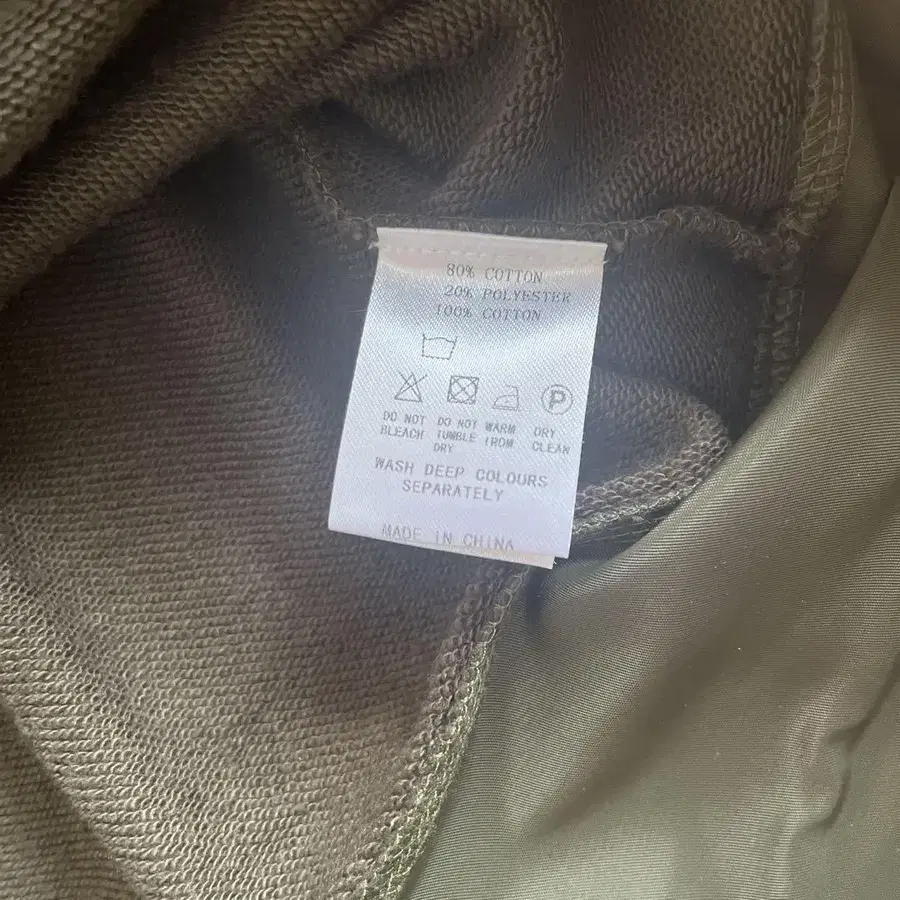 80% COTTON
20% POLYESTER
100% COTTON
P
DO NOT BLEACH
DO NOT TUMBLE DRY
WARM IRON
DRY CLEAN
WASH DEEP COLOURS
SEPARATELY
MADE IN CHINA